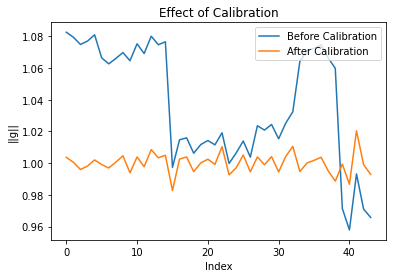 Effect of Calibration
Before Calibration
After Calibration
1.08
1.06
1.04
1.02
1.00
0.98
0.96
||g||
0
10
20
30
40
Index